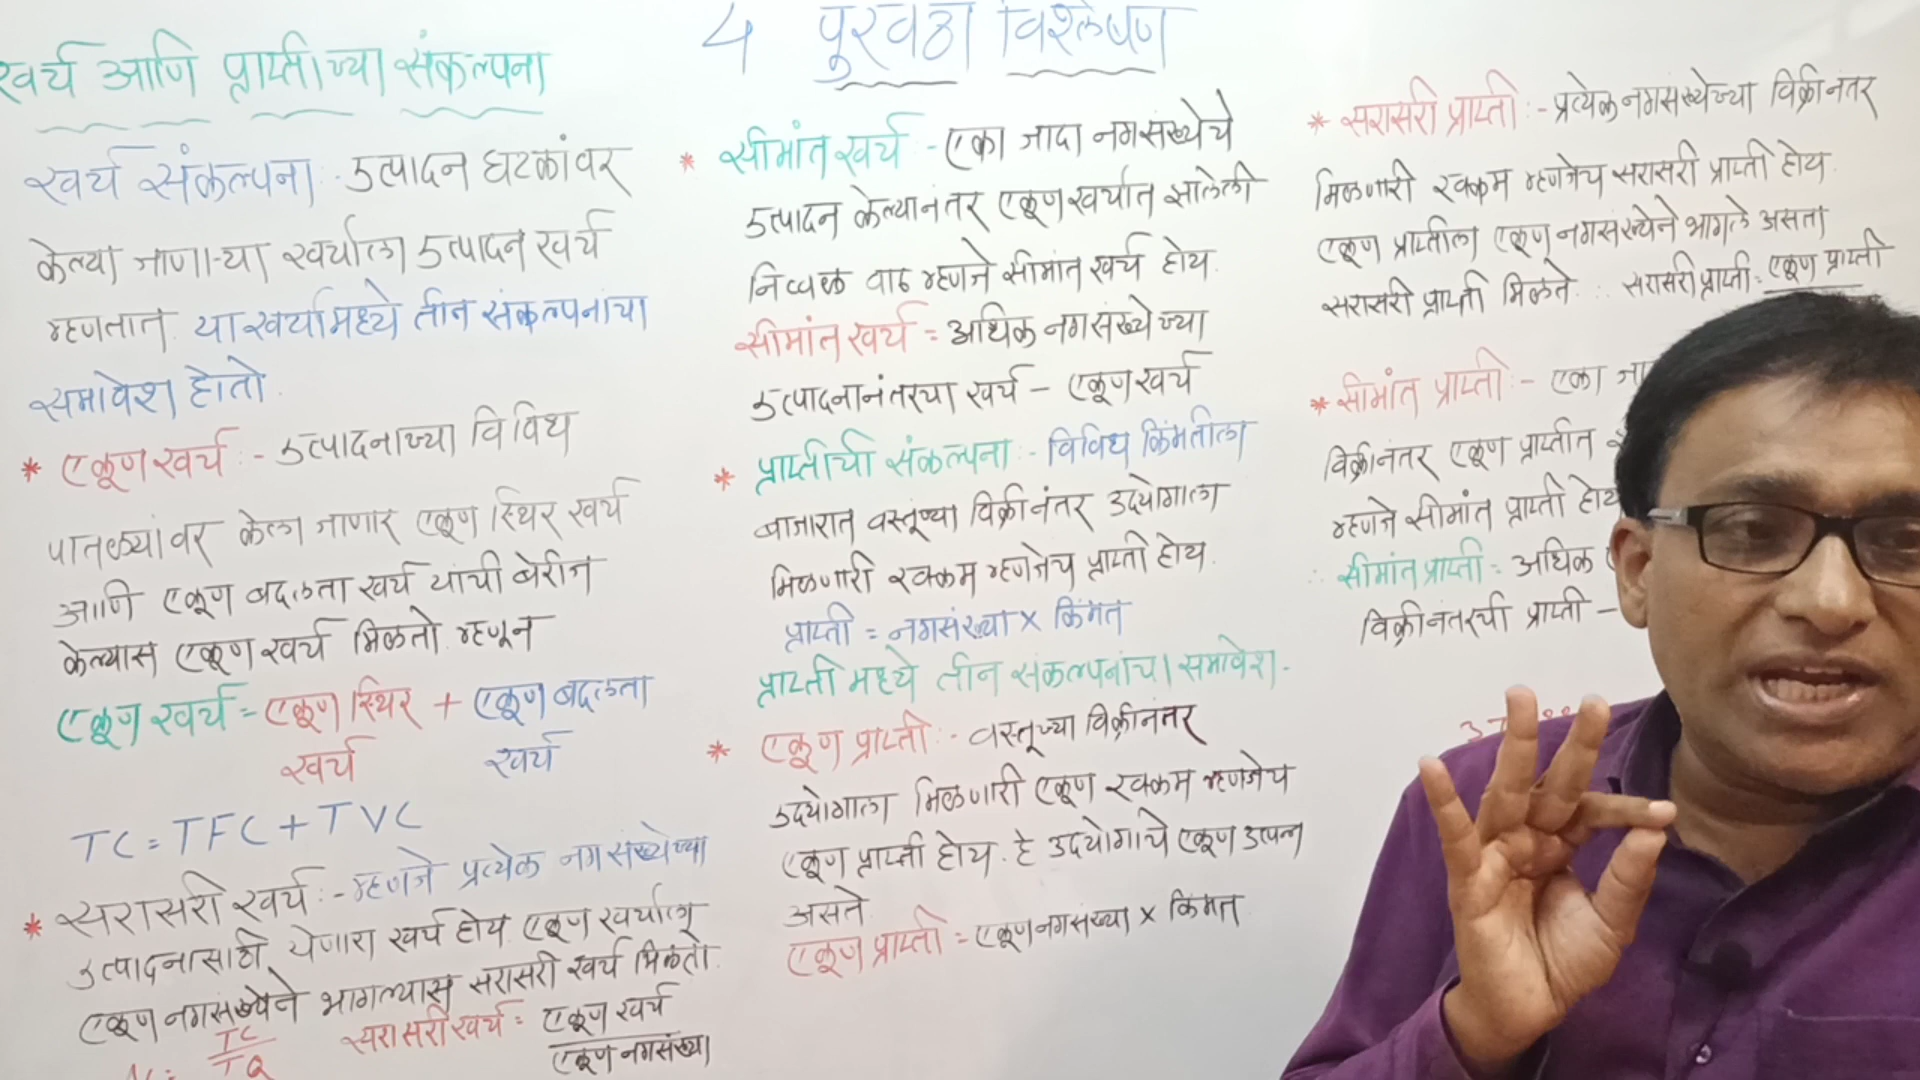 4 पुरवठा विश्लेषण
खर्च आणि प्राप्तीच्या संकल्पना
खर्च संकल्पना :- उत्पादन घटकांवर
केल्या जाणाऱ्या खर्चाला उत्पादन खर्च
म्हणतात. या खर्चामध्ये तीन संकल्पनांचा
समावेश होतो.
* एकूण खर्च :- उत्पादनाच्या विविध
पातळ्यांवर केला जाणार एकूण स्थिर खर्च
आणि एकूण बदलता खर्च यांची बेरीज
केल्यास एकूण खर्च मिळतो म्हणून
एकूण खर्च = एकूण स्थिर + एकूण बदलता
खर्च खर्च
TC = TFC + TVC
* सरासरी खर्च :- म्हणजे प्रत्येक नगसंख्येच्या
उत्पादनासाठी येणारा खर्च होय. एकूण खर्चाला
एकूण नगसंख्येने भागल्यास सरासरी खर्च मिळतो.
TC सरासरी खर्च = एकूण खर्च
TQ एकूण नगसंख्या
* सीमांत खर्च - एका जादा नगसंख्येचे
उत्पादन केल्यानंतर एकूण खर्चात झालेली
निव्वळ वाढ म्हणजे सीमांत खर्च होय.
सीमांत खर्च = अधिक नगसंख्येच्या
उत्पादनानंतरचा खर्च – एकूण खर्च
* प्राप्तीची संकल्पना :- विविध किंमतीला
बाजारात वस्तूच्या विक्रीनंतर उद्योगाला
मिळणारी रक्कम म्हणजेच प्राप्ती होय.
प्राप्ती = नगसंख्या x किंमत
प्राप्ती मध्ये तीन संकल्पनांचा समावेश -
* एकूण प्राप्ती :- वस्तूच्या विक्रीनंतर
उद्योगाला मिळणारी एकूण रक्कम म्हणजेच
एकूण प्राप्ती होय. हे उद्योगाचे एकूण उत्पन्न
असते
एकूण प्राप्ती = एकूण नगसंख्या x किंमत
* सरासरी प्राप्ती :- प्रत्येक नगसंख्येच्या विक्रीनंतर
मिळणारी रक्कम म्हणजेच सरासरी प्राप्ती होय.
एकूण प्राप्तीला एकूण नगसंख्येने भागले असता
सरासरी प्राप्ती मिळते ∴ सरासरी प्राप्ती = एकूण प्राप्ती
* सीमांत प्राप्ती :- एका
विक्रीनंतर एकूण प्राप्तीत
म्हणजे सीमांत प्राप्ती होय
∴ सीमांत प्राप्ती = अधिक
विक्रीनंतरची प्राप्ती –